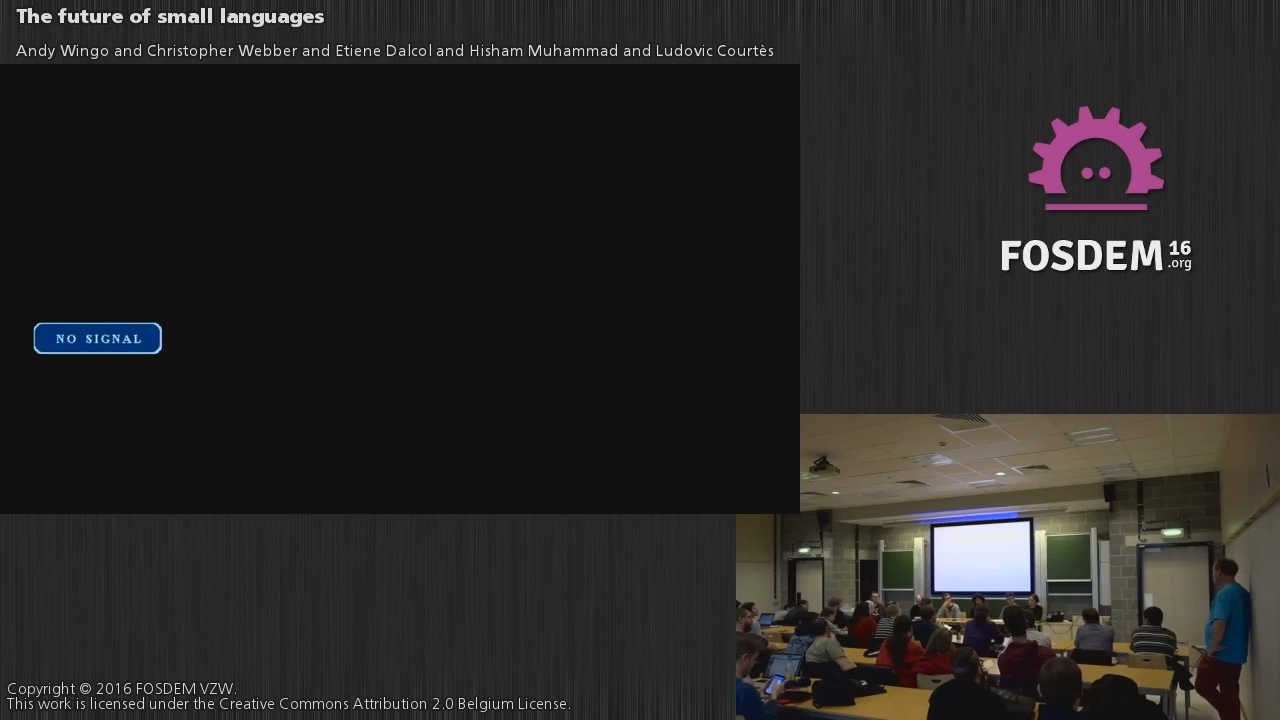 The future of small languages
Andy Wingo and Christopher Webber and Etiene Dalcol and Hisham Muhammad and Ludovic Courtès
NO SIGNAL
FOSDEM 16
.org
Copyright © 2016 FOSDEM VZW.
This work is licensed under the Creative Commons Attribution 2.0 Belgium License.